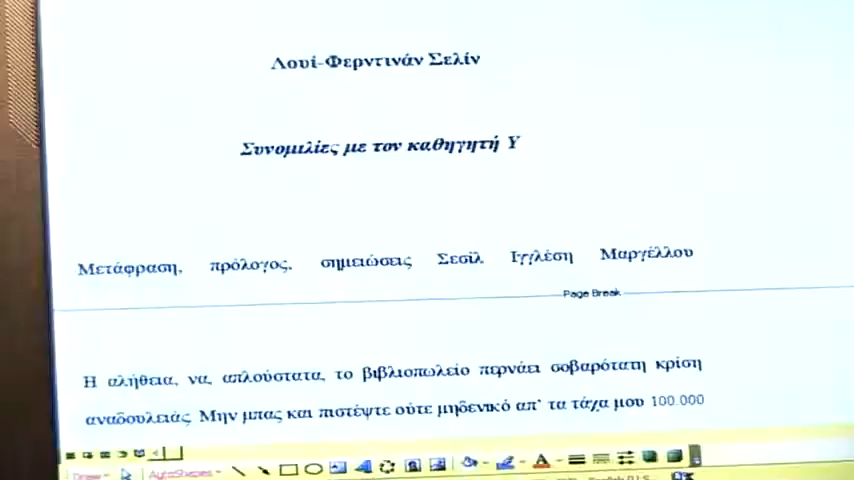 Λουί-Φερντινάν Σελίν
Συνομιλίες με τον καθηγητή Υ
Μετάφραση, πρόλογος, σημειώσεις Σεσίλ Ιγγλέση Μαργέλλου
Page Break
Η αλήθεια, να, απλούστατα, το βιβλιοπωλείο περνάει σοβαρότατη κρίση
αναδουλειάς. Μην μπας και πιστέψτε ούτε μηδενικό απ' τα τάχα μου 100.000
Draw AutoShapes